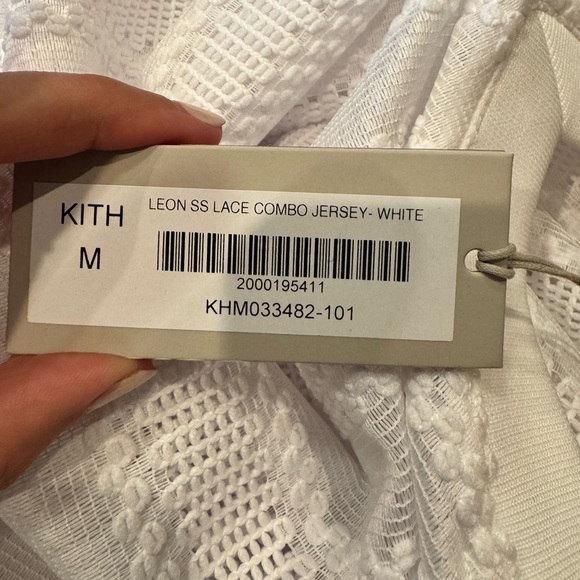 KITH
M
LEON SS LACE COMBO JERSEY- WHITE
2000195411
KHM033482-101